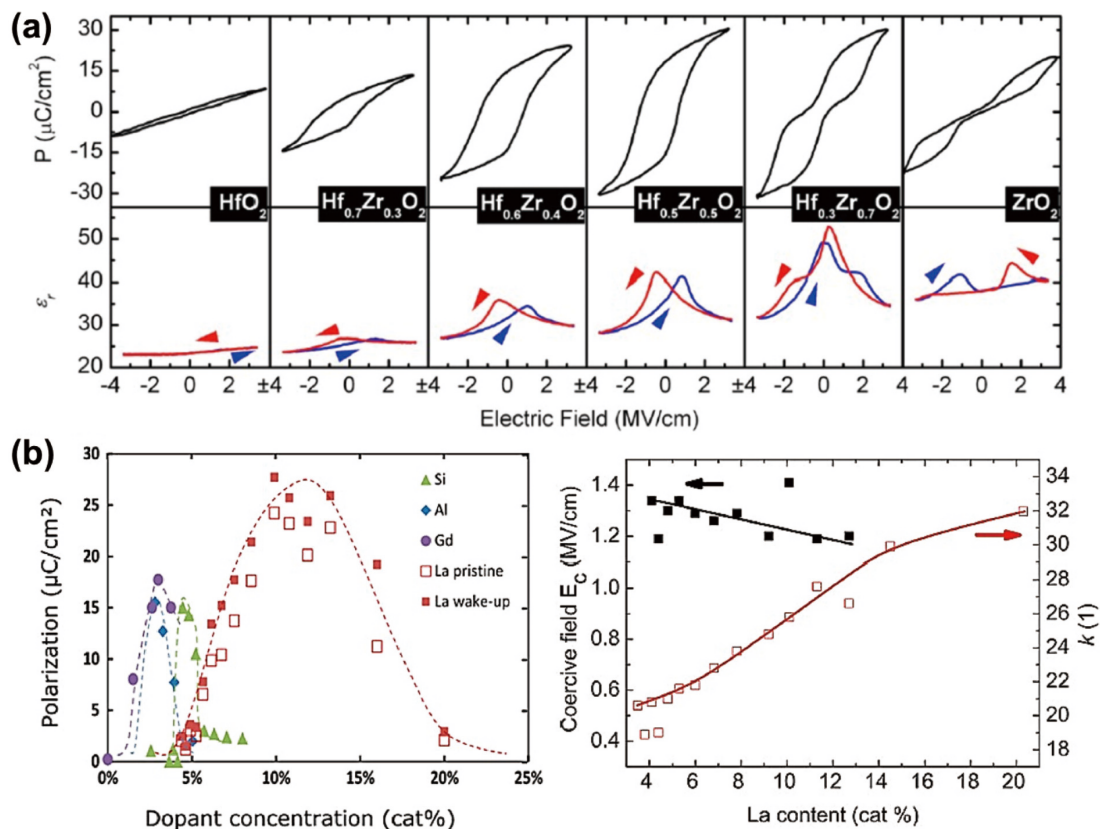 (a)
P (μC/cm²)
30
15
0
-15
-30
HfO₂
Hf₀.₇Zr₀.₃O₂
Hf₀.₆Zr₀.₄O₂
Hf₀.₅Zr₀.₅O₂
Hf₀.₃Zr₀.₇O₂
ZrO₂
εᵣ
50
40
30
20
-4 -2 0 2 ±4 -2 0 2 ±4 -2 0 2 ±4 -2 0 2 ±4 -2 0 2 ±4 -2 0 2 4
Electric Field (MV/cm)
(b)
Polarization (μC/cm²)
30
25
20
15
10
5
0
Si
Al
Gd
La pristine
La wake-up
0% 5% 10% 15% 20% 25%
Dopant concentration (cat%)
Coercive field E_C (MV/cm)
1.4
1.2
1.0
0.8
0.6
0.4
34
32
30
28
26
24
22
20
18
k (1)
4 6 8 10 12 14 16 18 20
La content (cat %)